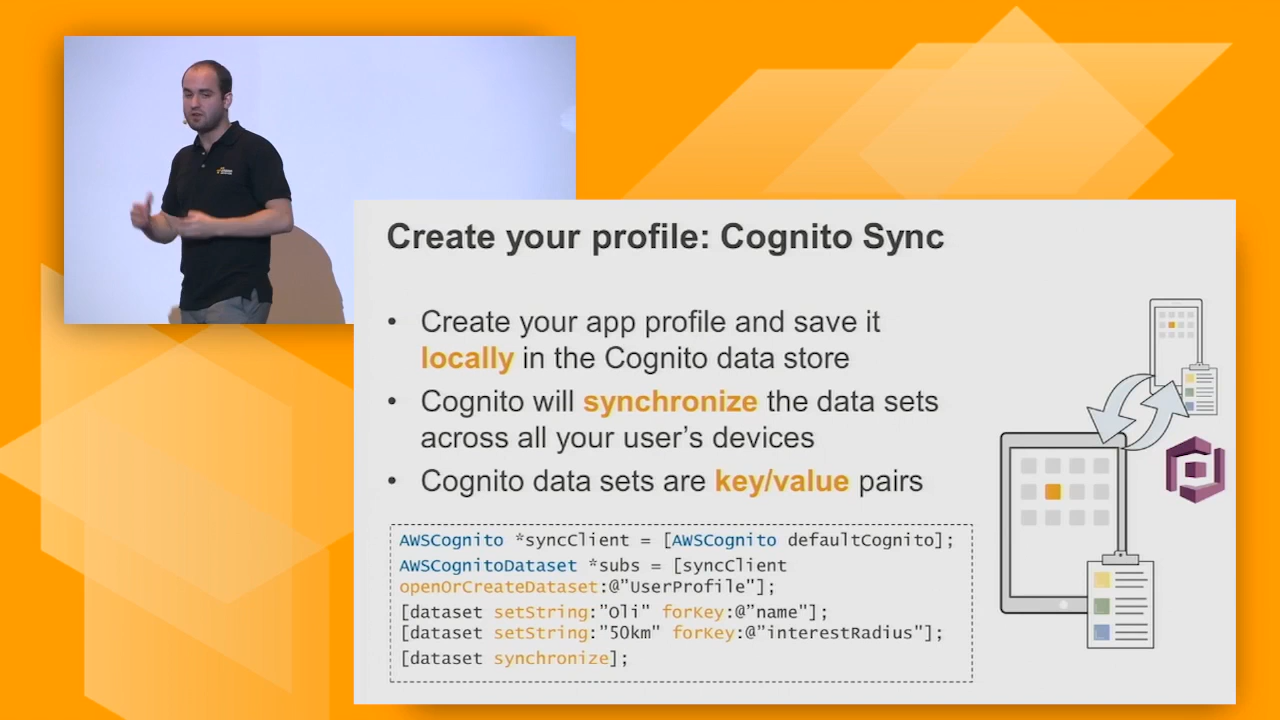 Create your profile: Cognito Sync
• Create your app profile and save it
locally in the Cognito data store
• Cognito will synchronize the data sets
across all your user's devices
• Cognito data sets are key/value pairs
AWSCognito *syncClient = [AWSCognito defaultCognito];
AWSCognitoDataset *subs = [syncClient
openOrCreateDataset:@"UserProfile"];
[dataset setString:"Oli" forKey:@"name"];
[dataset setString:"50km" forKey:@"interestRadius"];
[dataset synchronize];